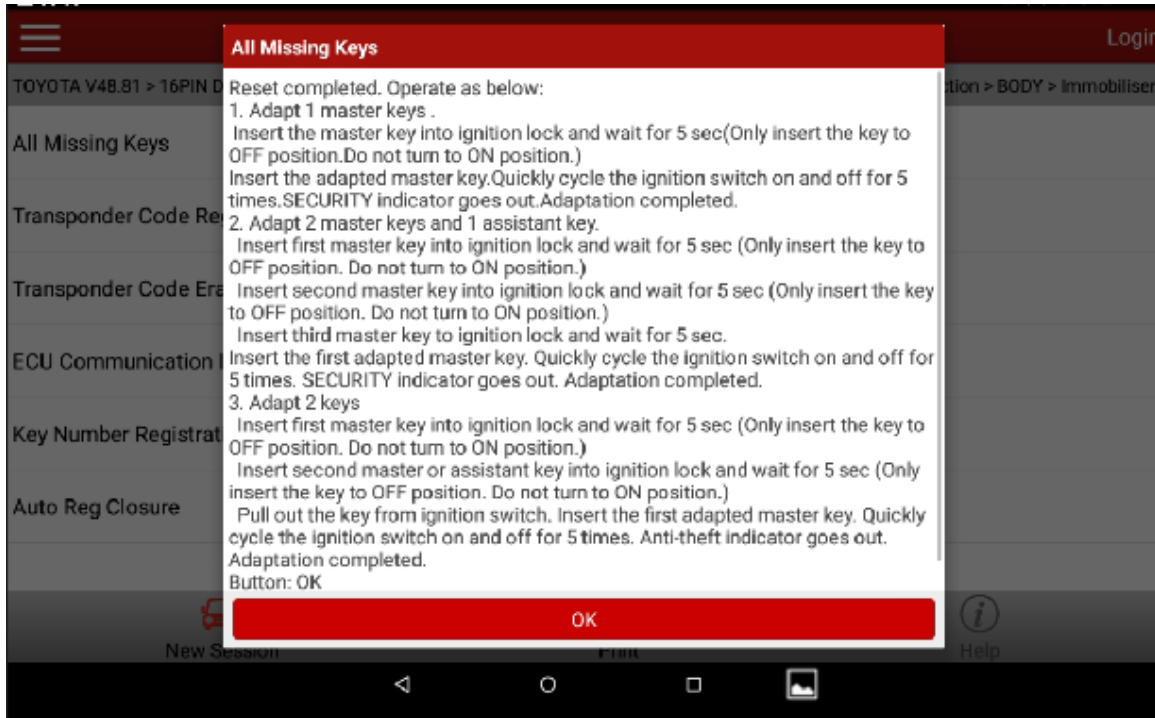 All Missing Keys
Login
TOYOTA V48.81 > 16PIN D
ction > BODY > Immobiliser
All Missing Keys
Transponder Code Re
Transponder Code Era
ECU Communication I
Key Number Registrat
Auto Reg Closure
Reset completed. Operate as below:
1. Adapt 1 master keys .
Insert the master key into ignition lock and wait for 5 sec(Only insert the key to
OFF position.Do not turn to ON position.)
Insert the adapted master key.Quickly cycle the ignition switch on and off for 5
times.SECURITY indicator goes out.Adaptation completed.
2. Adapt 2 master keys and 1 assistant key.
Insert first master key into ignition lock and wait for 5 sec (Only insert the key to
OFF position. Do not turn to ON position.)
Insert second master key into ignition lock and wait for 5 sec (Only insert the key
to OFF position. Do not turn to ON position.)
Insert third master key to ignition lock and wait for 5 sec.
Insert the first adapted master key. Quickly cycle the ignition switch on and off for
5 times. SECURITY indicator goes out. Adaptation completed.
3. Adapt 2 keys
Insert first master key into ignition lock and wait for 5 sec (Only insert the key to
OFF position. Do not turn to ON position.)
Insert second master or assistant key into ignition lock and wait for 5 sec (Only
insert the key to OFF position. Do not turn to ON position.)
Pull out the key from ignition switch. Insert the first adapted master key. Quickly
cycle the ignition switch on and off for 5 times. Anti-theft indicator goes out.
Adaptation completed.
Button: OK
OK
New Session
Print
Help